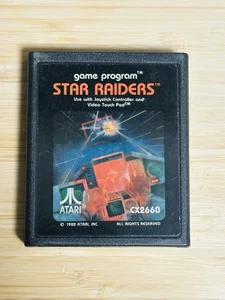 game program™
STAR RAIDERS™
Use with Joystick Controller and
Video Touch Pad™
ATARI
CX2660
© 1982 ATARI, INC.
ALL RIGHTS RESERVED